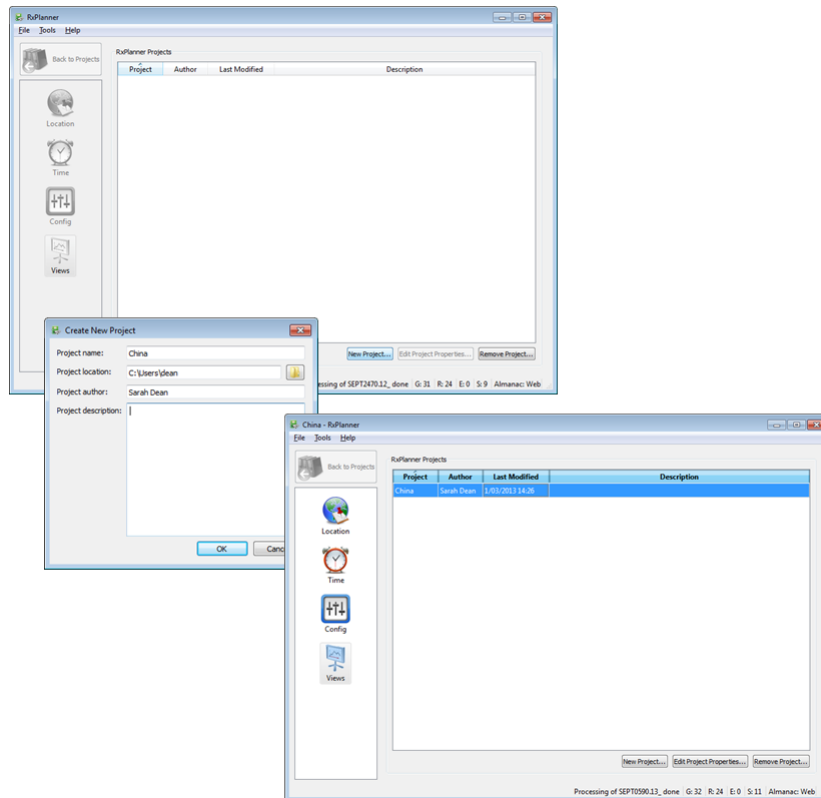 RxPlanner
File Tools Help
Back to Projects
RxPlanner Projects
Project Author Last Modified Description
Location
Time
Config
Views
New Project... Edit Project Properties... Remove Project...
essing of SEPT2470.12_ done G: 31 R: 24 E: 0 S: 9 Almanac: Web
Create New Project
Project name: China
Project location: C:\Users\dean
Project author: Sarah Dean
Project description:
OK Canc
China - RxPlanner
File Tools Help
Back to Projects
RxPlanner Projects
Project Author Last Modified Description
China Sarah Dean 1/03/2013 14:26
Location
Time
Config
Views
New Project... Edit Project Properties... Remove Project...
Processing of SEPT0590.13_ done G: 32 R: 24 E: 0 S: 11 Almanac: Web